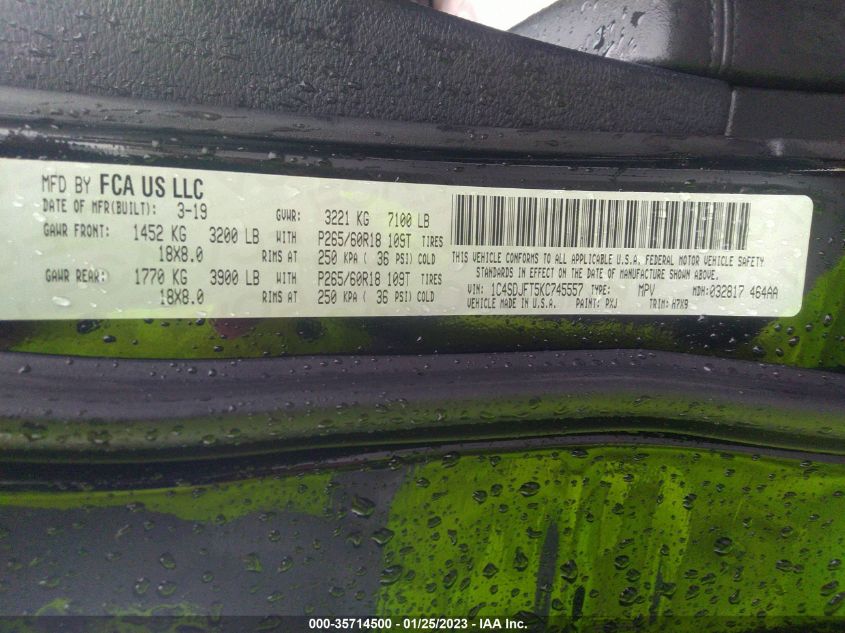 MFD BY FCA US LLC
DATE OF MFR(BUILT): 3-19 GVWR: 3221 KG 7100 LB
GAWR FRONT: 1452 KG 3200 LB WITH P265/60R18 109T TIRES
18X8.0 RIMS AT 250 KPA ( 36 PSI) COLD
GAWR REAR: 1770 KG 3900 LB WITH P265/60R18 109T TIRES
18X8.0 RIMS AT 250 KPA ( 36 PSI) COLD
THIS VEHICLE CONFORMS TO ALL APPLICABLE U.S.A. FEDERAL MOTOR VEHICLE SAFETY
STANDARDS IN EFFECT ON THE DATE OF MANUFACTURE SHOWN ABOVE.
VIN: 1C4SDJFT5KC745557 TYPE: MPV MDH: 032817 464AA
VEHICLE MADE IN U.S.A. PAINT: PXJ TRIM: A7X9
000-35714500 - 01/25/2023 - IAA Inc.